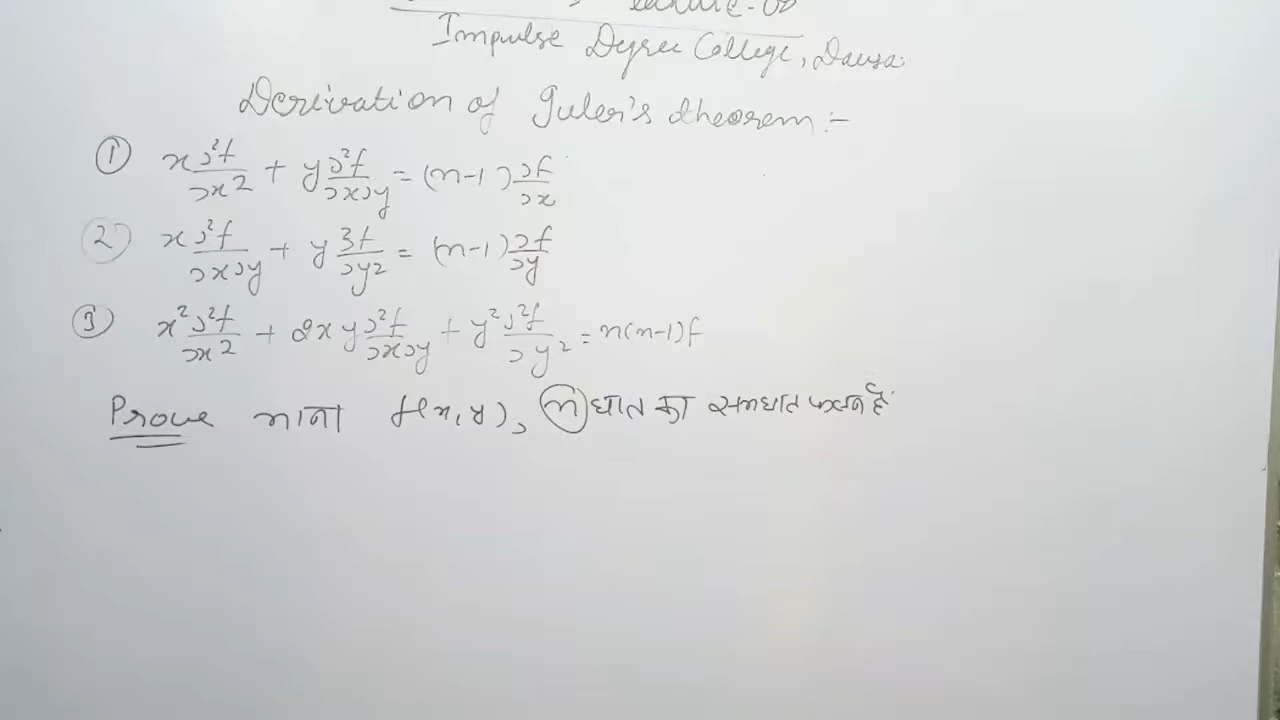 Impulse Degree College, Dausa
Derivation of Euler's theorem :-
① x ∂²f/∂x² + y ∂²f/∂x∂y = (n-1) ∂f/∂x
② x ∂²f/∂x∂y + y ∂²f/∂y² = (n-1) ∂f/∂y
③ x² ∂²f/∂x² + 2xy ∂²f/∂x∂y + y² ∂²f/∂y² = n(n-1)f
Prove माना f(x,y), n घात का समघात फलन है